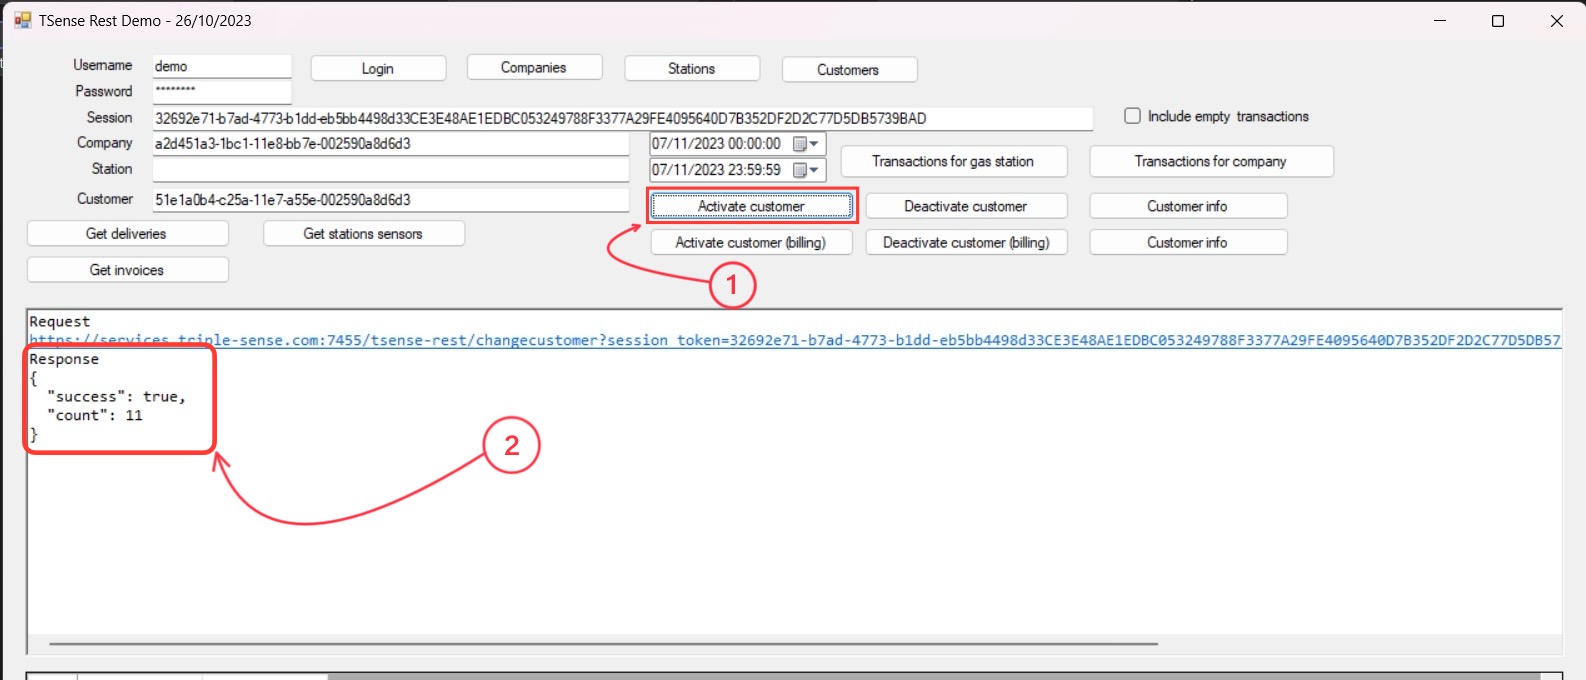 TSense Rest Demo - 26/10/2023
Username demo Login Companies Stations Customers
Password ********
Session 32692e71-b7ad-4773-b1dd-eb5bb4498d33CE3E48AE1EDBC053249788F3377A29FE4095640D7B352DF2D2C77D5DB5739BAD Include empty transactions
Company a2d451a3-1bc1-11e8-bb7e-002590a8d6d3 07/11/2023 00:00:00
Transactions for gas station Transactions for company
Station 07/11/2023 23:59:59
Customer 51e1a0b4-c25a-11e7-a55e-002590a8d6d3 Activate customer Deactivate customer Customer info
Get deliveries Get stations sensors Activate customer (billing) Deactivate customer (billing) Customer info
Get invoices
1
Request
https://services.triple-sense.com:7455/tsense-rest/changecustomer?session_token=32692e71-b7ad-4773-b1dd-eb5bb4498d33CE3E48AE1EDBC053249788F3377A29FE4095640D7B352DF2D2C77D5DB57
Response
{
"success": true,
"count": 11
}
2